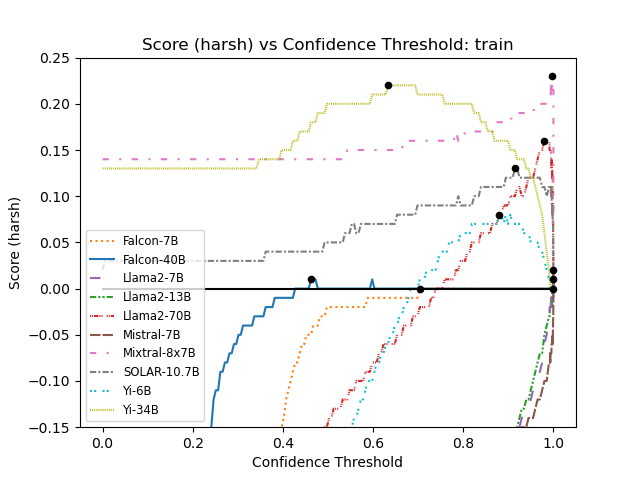 Score (harsh) vs Confidence Threshold: train
Score (harsh)
0.25
0.20
0.15
0.10
0.05
0.00
−0.05
−0.10
−0.15
Falcon-7B
Falcon-40B
Llama2-7B
Llama2-13B
Llama2-70B
Mistral-7B
Mixtral-8x7B
SOLAR-10.7B
Yi-6B
Yi-34B
0.0 0.2 0.4 0.6 0.8 1.0
Confidence Threshold